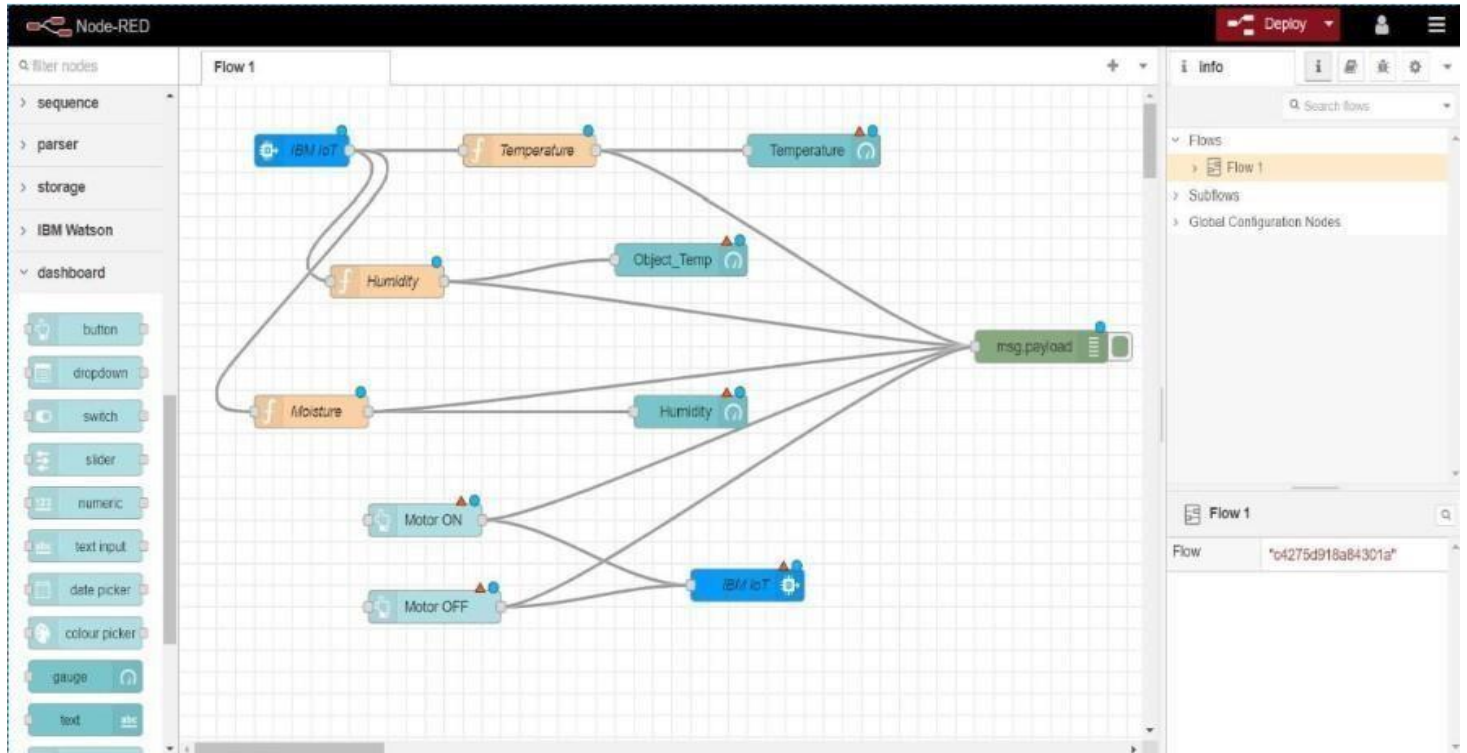 Node-RED
Deploy
filter nodes
Flow 1
info
i
Search flows
sequence
parser
storage
IBM Watson
dashboard
button
dropdown
switch
slider
numeric
text input
date picker
colour picker
gauge
text
IBM IoT
Temperature
Temperature
Humidity
Object_Temp
msg.payload
Moisture
Humidity
Motor ON
Motor OFF
IBM IoT
Flows
Flow 1
Subflows
Global Configuration Nodes
Flow 1
Flow
"c4275d918a84301a"